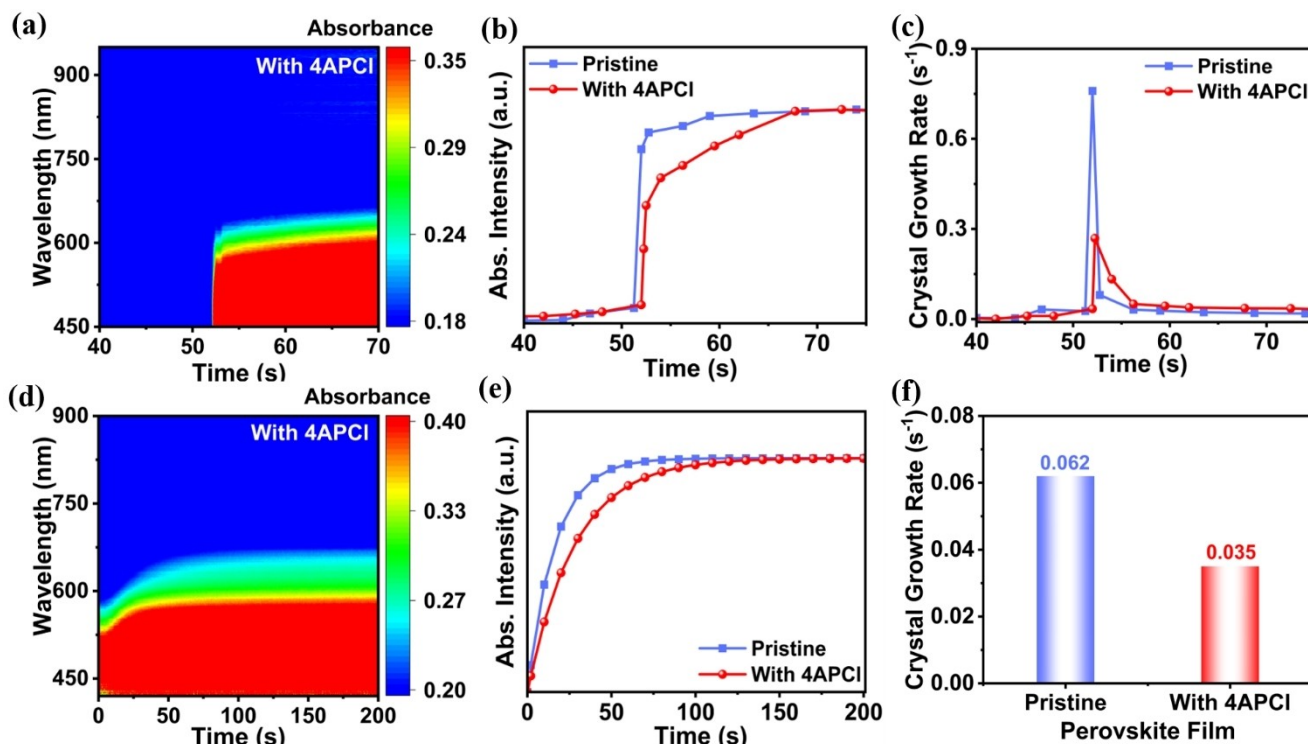 (a)
Absorbance
With 4APCl
Wavelength (nm)
900
750
600
450
40 50 60 70
Time (s)
0.35
0.29
0.24
0.18
(b)
Pristine
With 4APCl
Abs. Intensity (a.u.)
40 50 60 70
Time (s)
(c)
Pristine
With 4APCl
Crystal Growth Rate (s⁻¹)
0.9
0.6
0.3
0.0
40 50 60 70
Time (s)
(d)
Absorbance
With 4APCl
Wavelength (nm)
900
750
600
450
0 50 100 150 200
Time (s)
0.40
0.33
0.27
0.20
(e)
Abs. Intensity (a.u.)
Pristine
With 4APCl
0 50 100 150 200
Time (s)
(f)
Crystal Growth Rate (s⁻¹)
0.08
0.06
0.04
0.02
0.00
0.062
0.035
Pristine With 4APCl
Perovskite Film